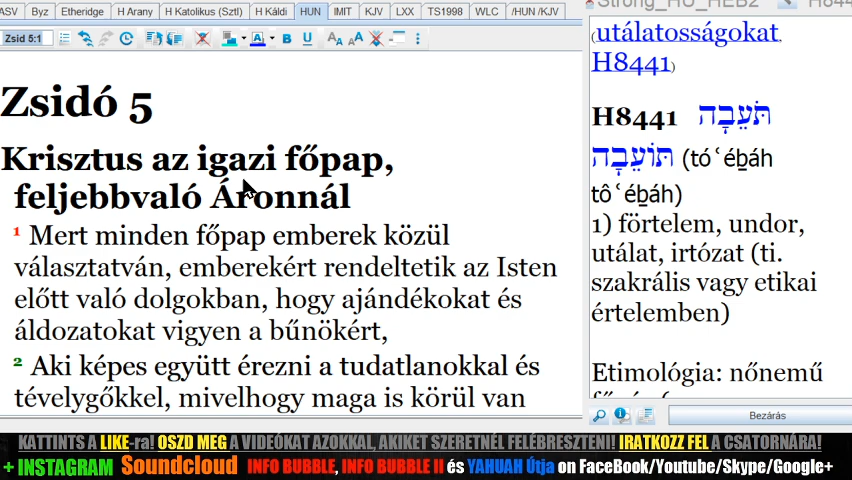 ASV Byz Etheridge H Arany H Katolikus (Sztl) H Káldi HUN IMIT KJV LXX TS1998 WLC /HUN /KJV
Zsid 5:1
Zsidó 5
Krisztus az igazi főpap,
feljebbvaló Áronnál
1 Mert minden főpap emberek közül
választatván, emberekért rendeltetik az Isten
előtt való dolgokban, hogy ajándékokat és
áldozatokat vigyen a bűnökért,
2 Aki képes együtt érezni a tudatlanokkal és
tévelygőkkel, mivelhogy maga is körül van
Strong_HU_HEB2 H844
(utálatosságokat,
H8441)
H8441 תֹּעֵבָה
תּוֹעֵבָה (tóʿéḇáh
tôʿéḇáh)
1) förtelem, undor,
utálat, irtózat (ti.
szakrális vagy etikai
értelemben)
Etimológia: nőnemű
Bezárás
KATTINTS A LIKE-ra! OSZD MEG A VIDEÓKAT AZOKKAL, AKIKET SZERETNÉL FELÉBRESZTENI! IRATKOZZ FEL A CSATORNÁRA!
+ INSTAGRAM Soundcloud INFO BUBBLE, INFO BUBBLE II és YAHUAH Útja on FaceBook/Youtube/Skype/Google+